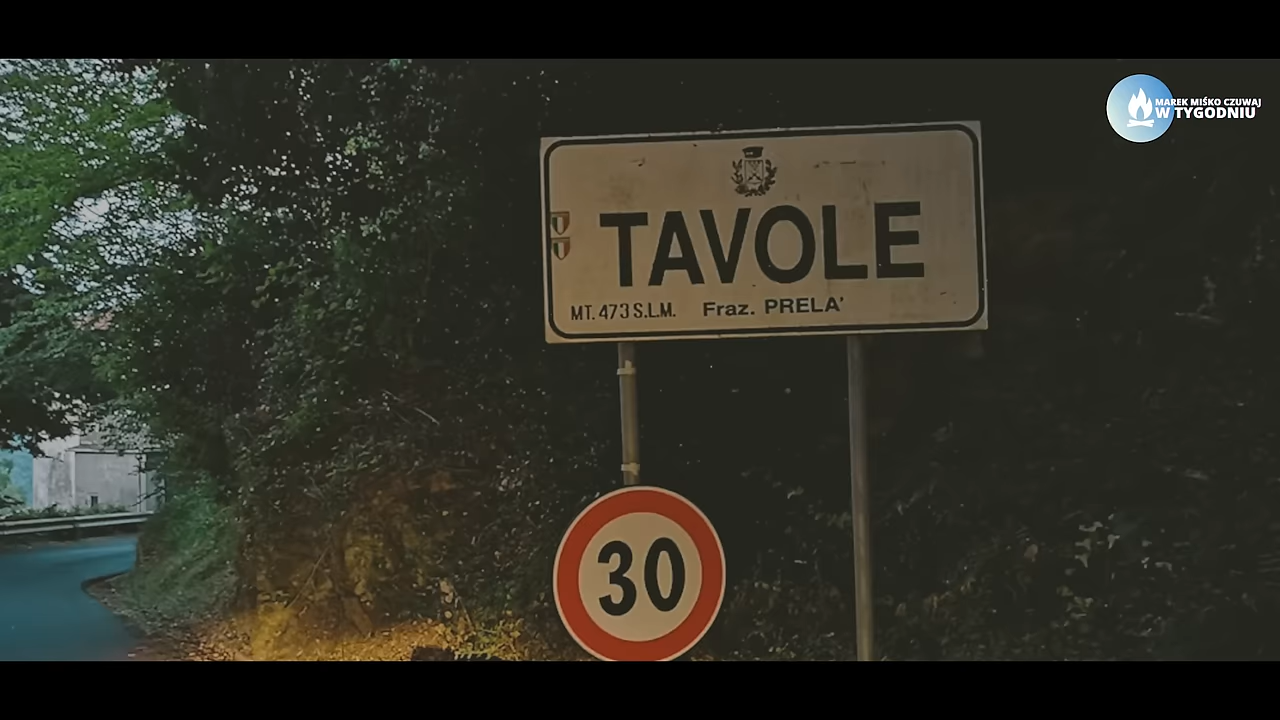 MAREK MIŚKO CZUWAJ
W TYGODNIU
TAVOLE
MT. 473 S.L.M. Fraz. PRELA'
30